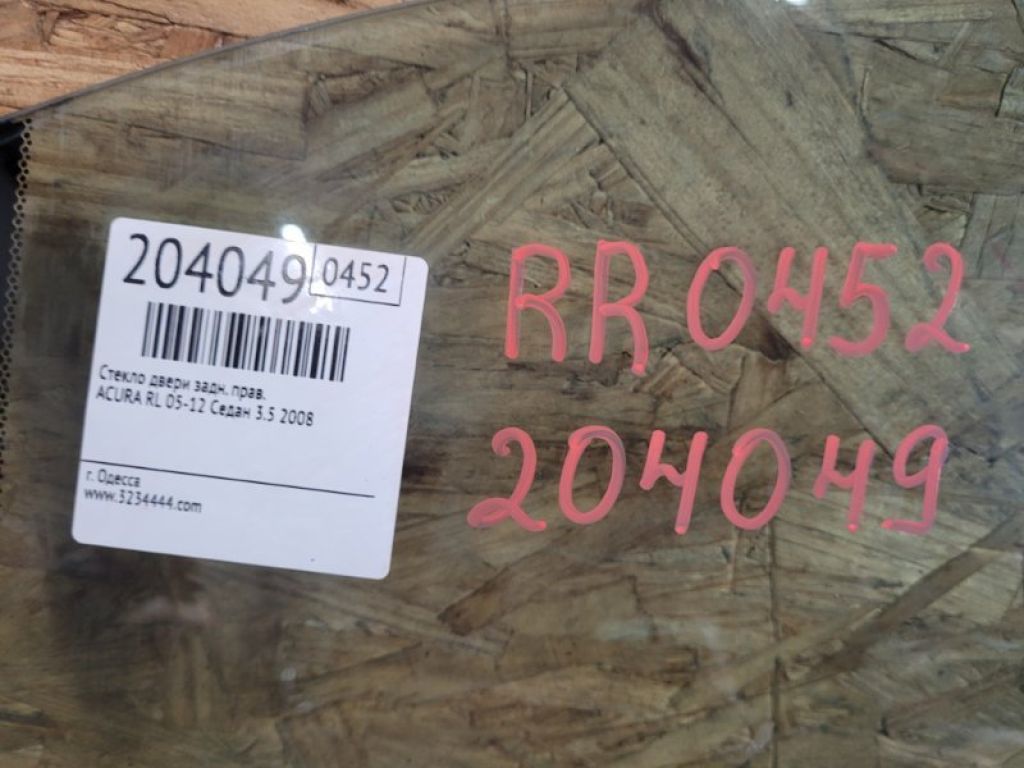 204049 0452
Стекло двери задн. прав.
ACURA RL 05-12 Седан 3.5 2008
г. Одесса
www.3234444.com
RR 0452
204049